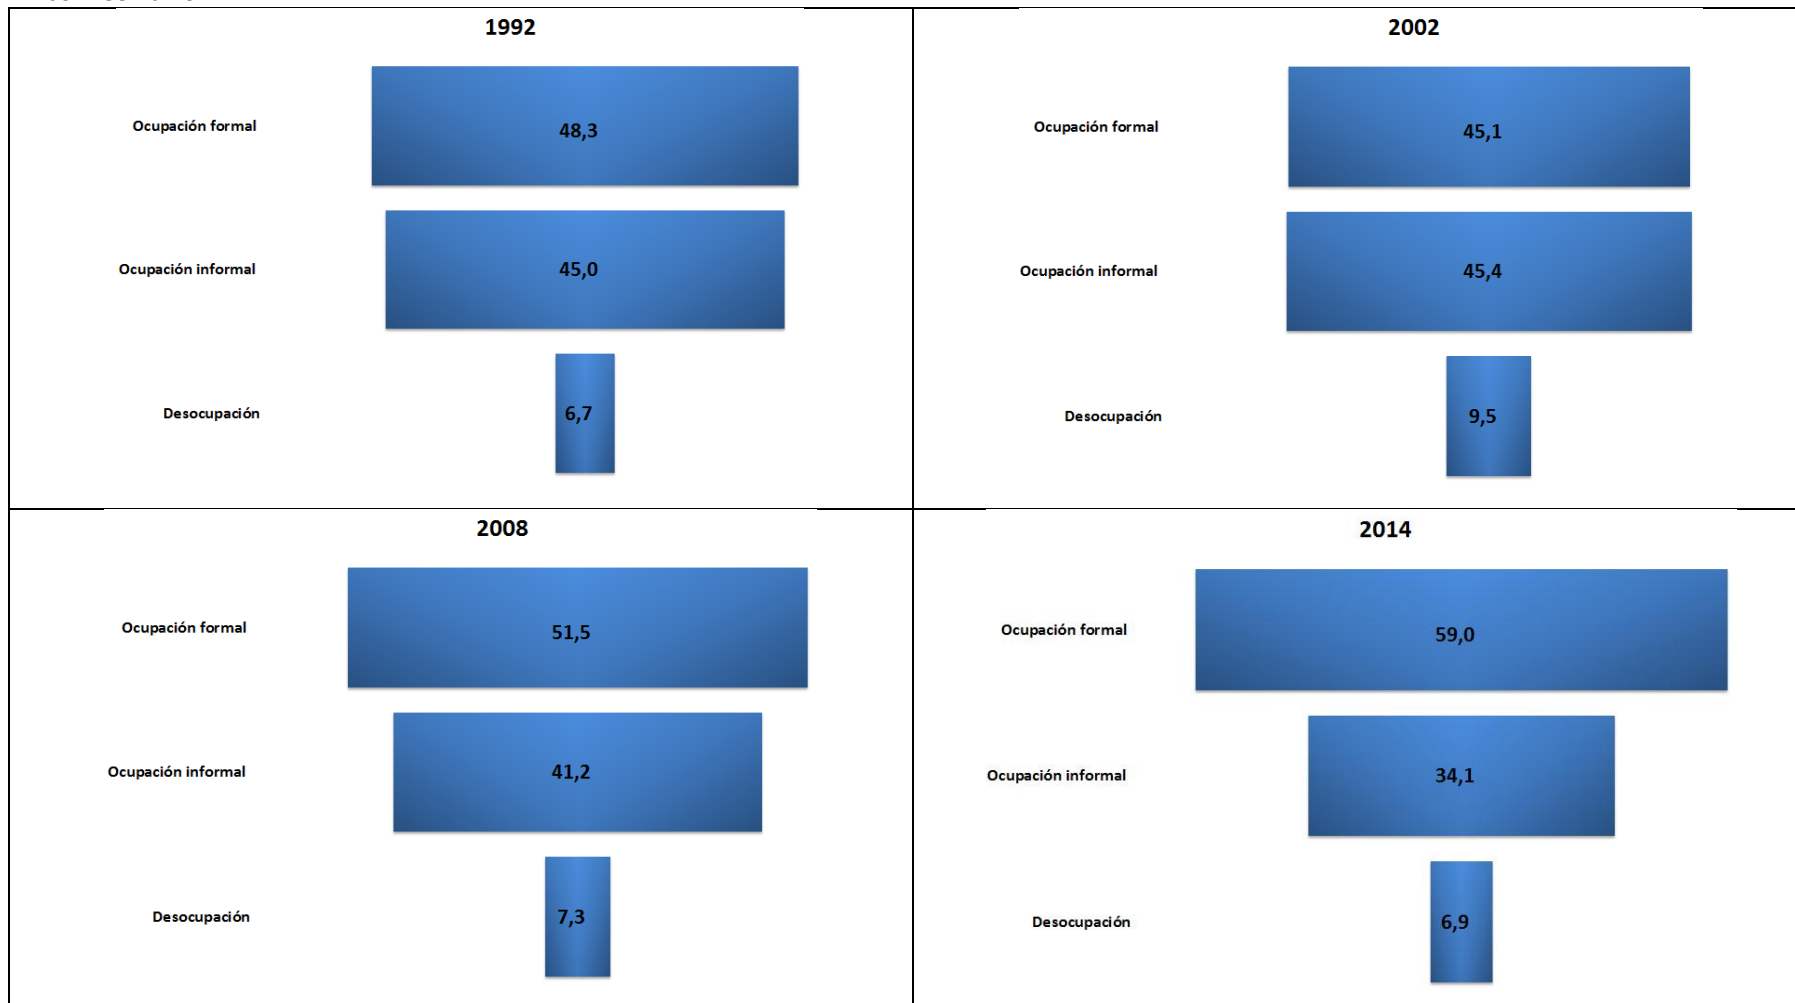 1992
Ocupación formal
48,3
Ocupación informal
45,0
Desocupación
6,7
2002
Ocupación formal
45,1
Ocupación informal
45,4
Desocupación
9,5
2008
Ocupación formal
51,5
Ocupación informal
41,2
Desocupación
7,3
2014
Ocupación formal
59,0
Ocupación informal
34,1
Desocupación
6,9